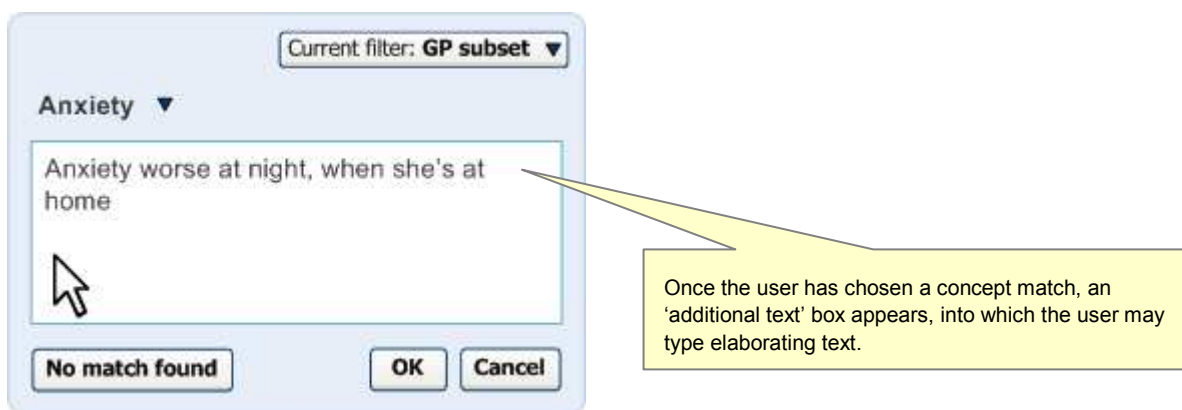 Current filter: GP subset ▼
Anxiety ▼
Anxiety worse at night, when she's at
home
No match found
OK
Cancel
Once the user has chosen a concept match, an
‘additional text’ box appears, into which the user may
type elaborating text.